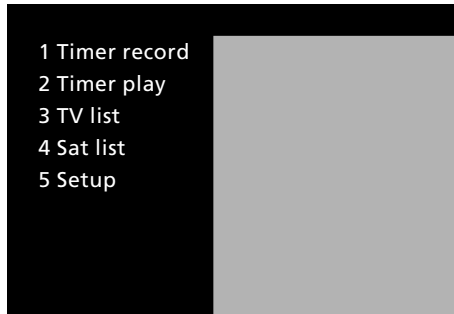 1 Timer record
2 Timer play
3 TV list
4 Sat list
5 Setup